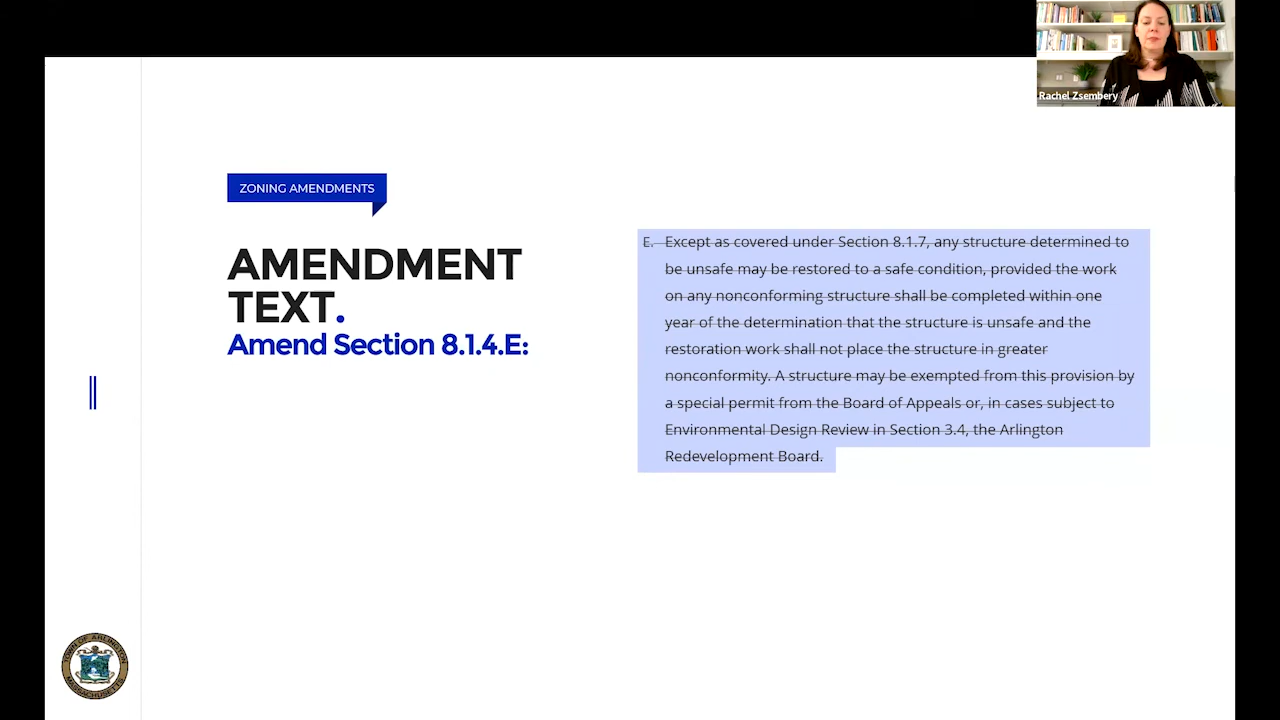 Rachel Zsembery
ZONING AMENDMENTS
AMENDMENT
TEXT.
Amend Section 8.1.4.E:
E. Except as covered under Section 8.1.7, any structure determined to
be unsafe may be restored to a safe condition, provided the work
on any nonconforming structure shall be completed within one
year of the determination that the structure is unsafe and the
restoration work shall not place the structure in greater
nonconformity. A structure may be exempted from this provision by
a special permit from the Board of Appeals or, in cases subject to
Environmental Design Review in Section 3.4, the Arlington
Redevelopment Board.
TOWN OF ARLINGTON
MASSACHUSETTS